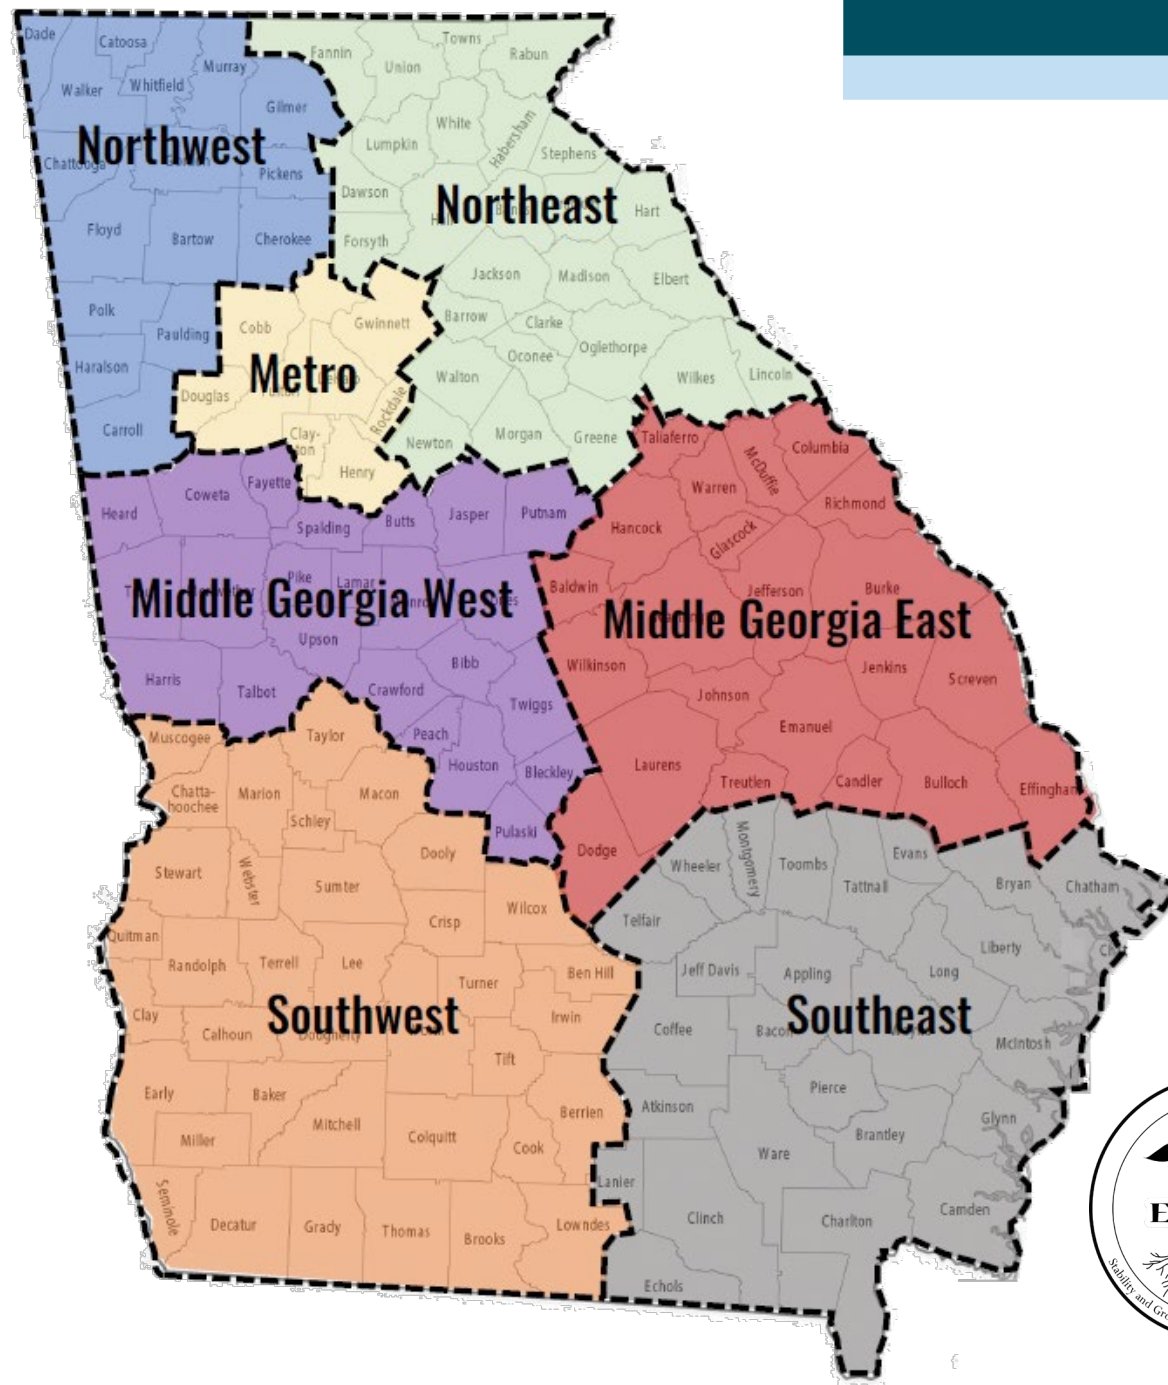 Dade
Catoosa
Fannin
Towns
Union
Rabun
Walker
Whitfield
Murray
Gilmer
White
Habersham
Lumpkin
Stephens
Northwest
Chattooga
Pickens
Dawson
Northeast
Hart
Floyd
Bartow
Cherokee
Forsyth
Jackson
Madison
Elbert
Polk
Paulding
Cobb
Gwinnett
Barrow
Clarke
Oconee
Oglethorpe
Haralson
Metro
Douglas
Rockdale
Walton
Wilkes
Lincoln
Carroll
Clay-
ton
Henry
Newton
Morgan
Greene
Taliaferro
McDuffie
Columbia
Heard
Coweta
Fayette
Spalding
Butts
Jasper
Putnam
Hancock
Warren
Glascock
Richmond
Pike
Lamar
Middle Georgia West
Baldwin
Jefferson
Burke
Middle Georgia East
Upson
Harris
Talbot
Crawford
Bibb
Twiggs
Wilkinson
Johnson
Jenkins
Screven
Muscogee
Taylor
Peach
Houston
Bleckley
Laurens
Emanuel
Treutlen
Candler
Bulloch
Effingham
Chatta-
hoochee
Marion
Macon
Schley
Pulaski
Dodge
Stewart
Webster
Sumter
Dooly
Wheeler
Montgomery
Toombs
Tattnall
Evans
Bryan
Chatham
Quitman
Crisp
Wilcox
Telfair
Randolph
Terrell
Lee
Turner
Ben Hill
Jeff Davis
Appling
Long
Liberty
Southwest
Southeast
Clay
Calhoun
Dougherty
Irwin
Coffee
Bacon
McIntosh
Tift
Early
Baker
Mitchell
Berrien
Atkinson
Pierce
Glynn
Miller
Colquitt
Cook
Ware
Brantley
Lanier
Seminole
Decatur
Grady
Thomas
Brooks
Lowndes
Clinch
Charlton
Camden
Echols
E
Stability and Gro